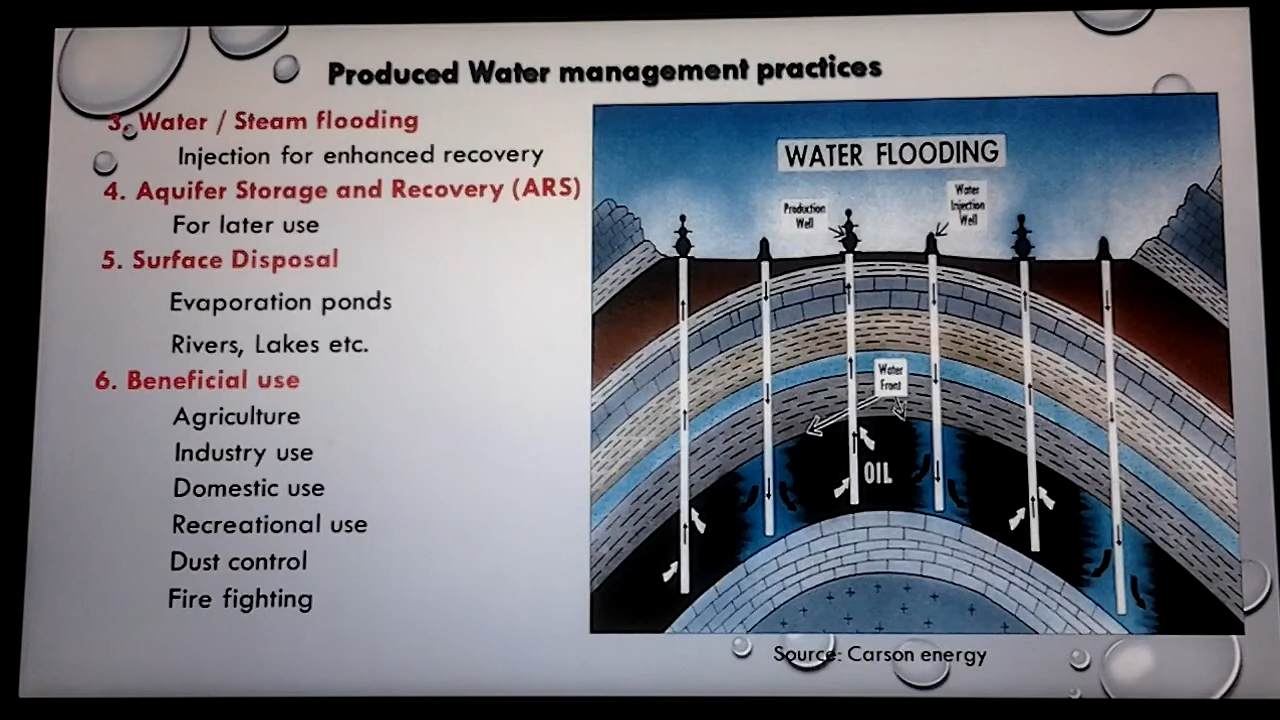 Produced Water management practices
3. Water / Steam flooding
Injection for enhanced recovery
4. Aquifer Storage and Recovery (ARS)
For later use
5. Surface Disposal
Evaporation ponds
Rivers, Lakes etc.
6. Beneficial use
Agriculture
Industry use
Domestic use
Recreational use
Dust control
Fire fighting
WATER FLOODING
Production
Well
Water
Injection
Well
Water
Front
OIL
Source: Carson energy